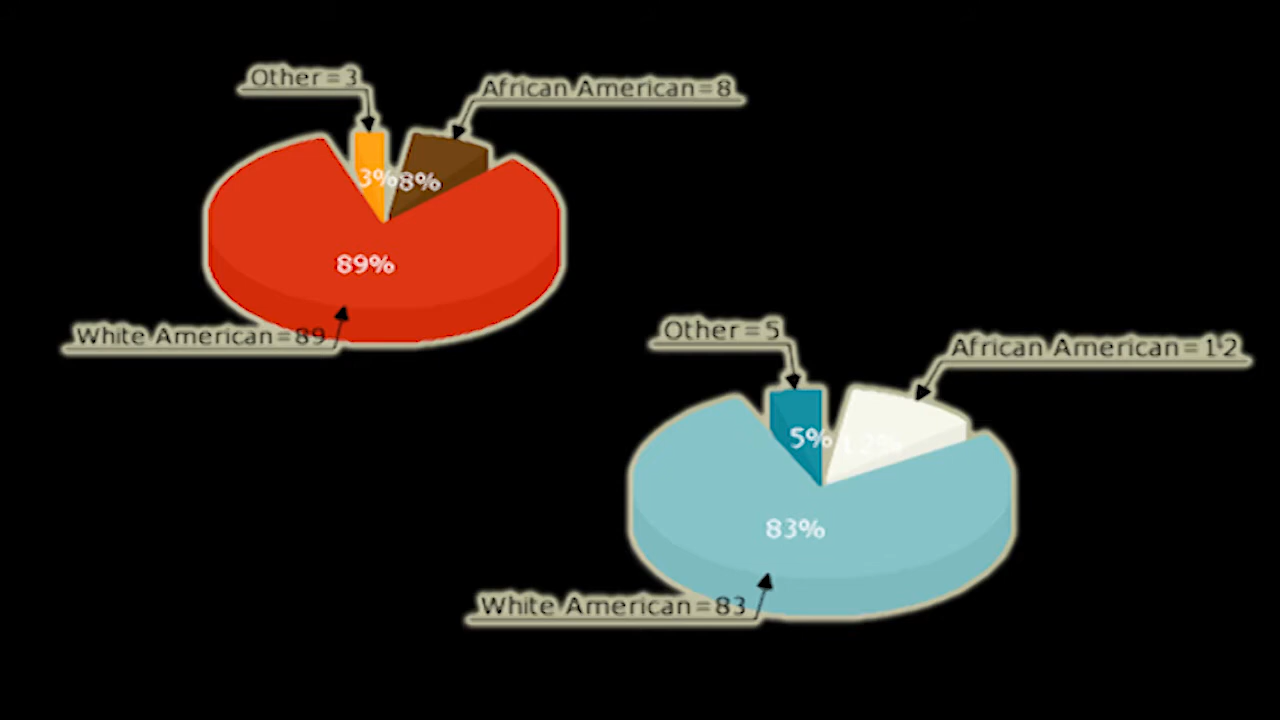 Other=3
African American=8
3%
8%
89%
White American=89
Other=5
African American=12
5%
12%
83%
White American=83